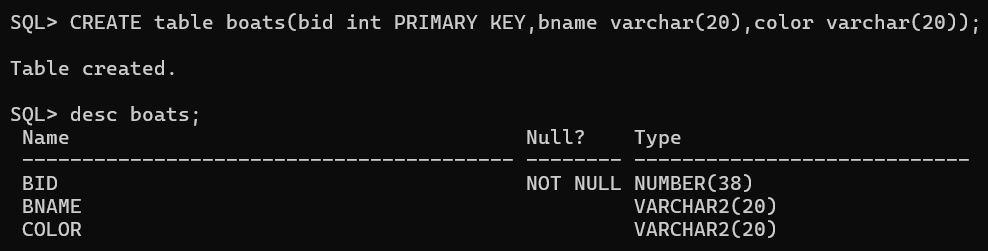 SQL> CREATE table boats(bid int PRIMARY KEY,bname varchar(20),color varchar(20));
Table created.
SQL> desc boats;
Name Null? Type
----------------------------------------- -------- ----------------------------
BID NOT NULL NUMBER(38)
BNAME VARCHAR2(20)
COLOR VARCHAR2(20)